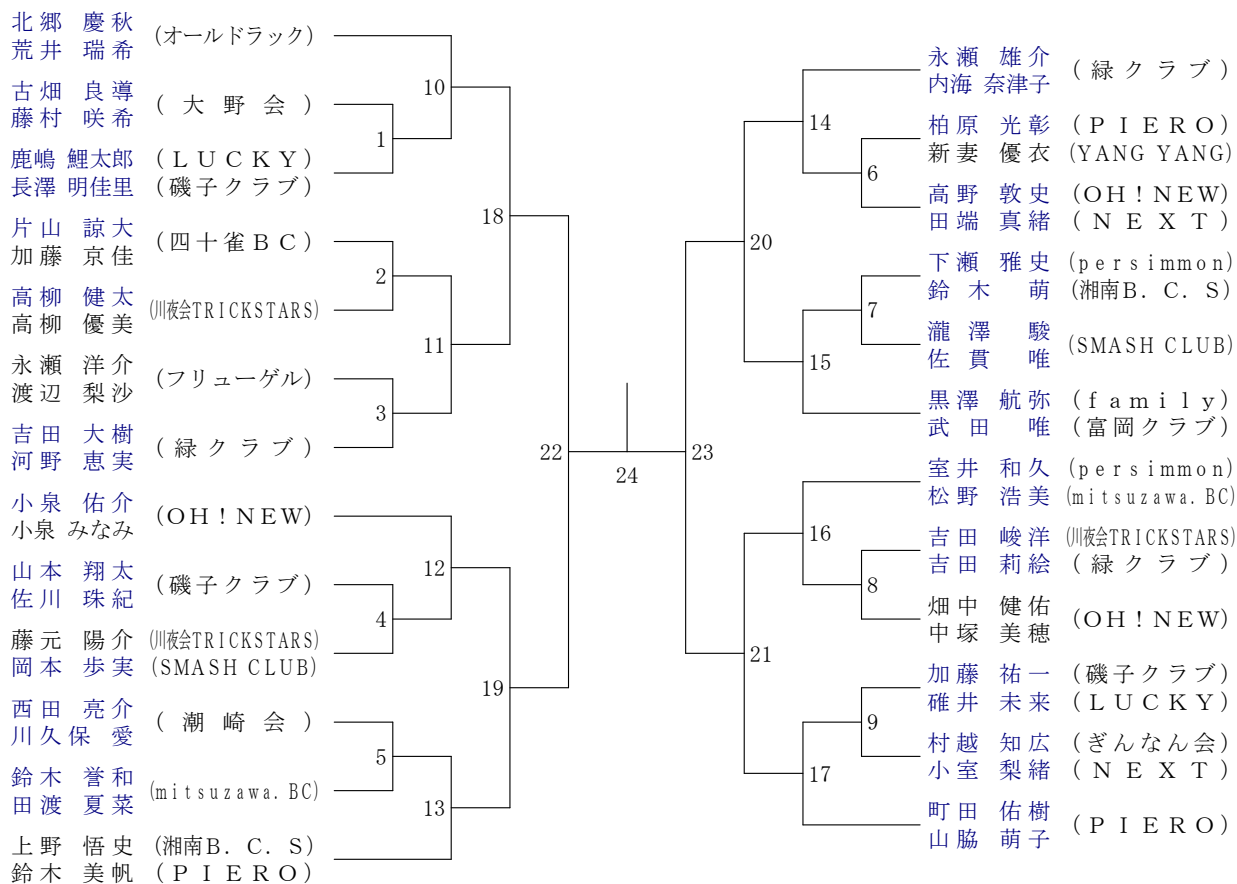 北郷 慶秋 (オールドラック)
荒井 瑞希
古畑 良導 (大野会)
藤村 咲希
鹿嶋 鯉太郎 (LUCKY)
長澤 明佳里 (磯子クラブ)
片山 諒大 (四十雀BC)
加藤 京佳
高柳 健太 (川夜会TRICKSTARS)
高柳 優美
永瀬 洋介 (フリューゲル)
渡辺 梨沙
吉田 大樹 (緑クラブ)
河野 恵実
小泉 佑介 (OH!NEW)
小泉 みなみ
山本 翔太 (磯子クラブ)
佐川 珠紀
藤元 陽介 (川夜会TRICKSTARS)
岡本 歩実 (SMASH CLUB)
西田 亮介 (潮崎会)
川久保 愛
鈴木 誉和 (mitsuzawa.BC)
田渡 夏菜
上野 悟史 (湘南B.C.S)
鈴木 美帆 (PIERO)
1
2
3
4
5
10
11
12
13
18
19
22
24
23
20
21
14
15
16
17
6
7
8
9
永瀬 雄介 (緑クラブ)
内海 奈津子
柏原 光彰 (PIERO)
新妻 優衣 (YANG YANG)
高野 敦史 (OH!NEW)
田端 真緒 (NEXT)
下瀬 雅史 (persimmon)
鈴木 萌 (湘南B.C.S)
瀧澤 駿 (SMASH CLUB)
佐貫 唯
黒澤 航弥 (family)
武田 唯 (富岡クラブ)
室井 和久 (persimmon)
松野 浩美 (mitsuzawa.BC)
吉田 峻洋 (川夜会TRICKSTARS)
吉田 莉絵 (緑クラブ)
畑中 健佑 (OH!NEW)
中塚 美穂
加藤 祐一 (磯子クラブ)
碓井 未来 (LUCKY)
村越 知広 (ぎんなん会)
小室 梨緒 (NEXT)
町田 佑樹 (PIERO)
山脇 萌子